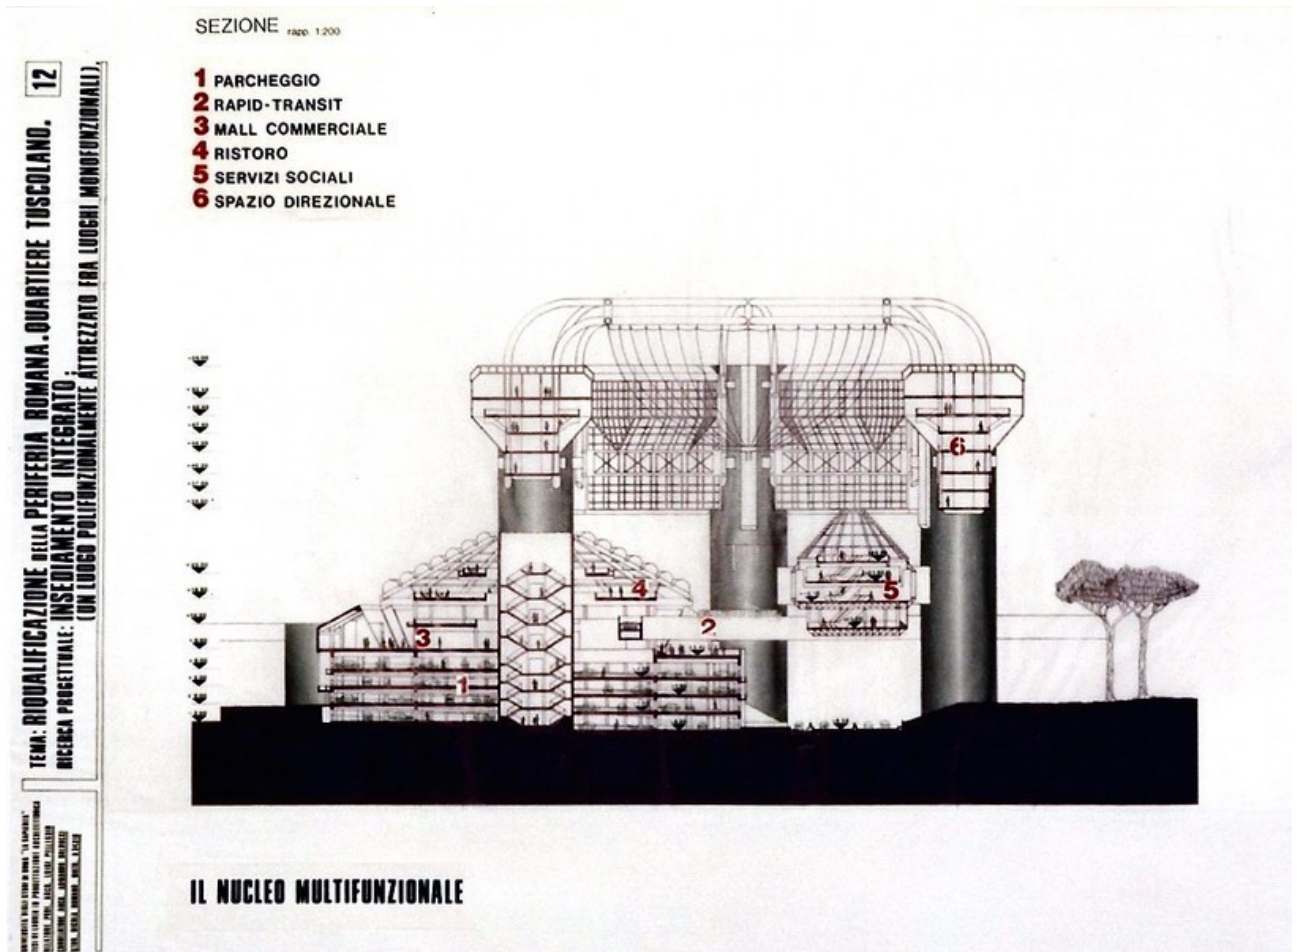 SEZIONE rapp. 1:200
1 PARCHEGGIO
2 RAPID-TRANSIT
3 MALL COMMERCIALE
4 RISTORO
5 SERVIZI SOCIALI
6 SPAZIO DIREZIONALE
12
TEMA: RIQUALIFICAZIONE DELLA PERIFERIA ROMANA.QUARTIERE TUSCOLANO.
RICERCA PROGETTUALE: INSEDIAMENTO INTEGRATO;
(UN LUOGO POLIFUNZIONALMENTE ATTREZZATO FRA LUOGHI MONOFUNZIONALI),
6
4
5
3
2
1
IL NUCLEO MULTIFUNZIONALE